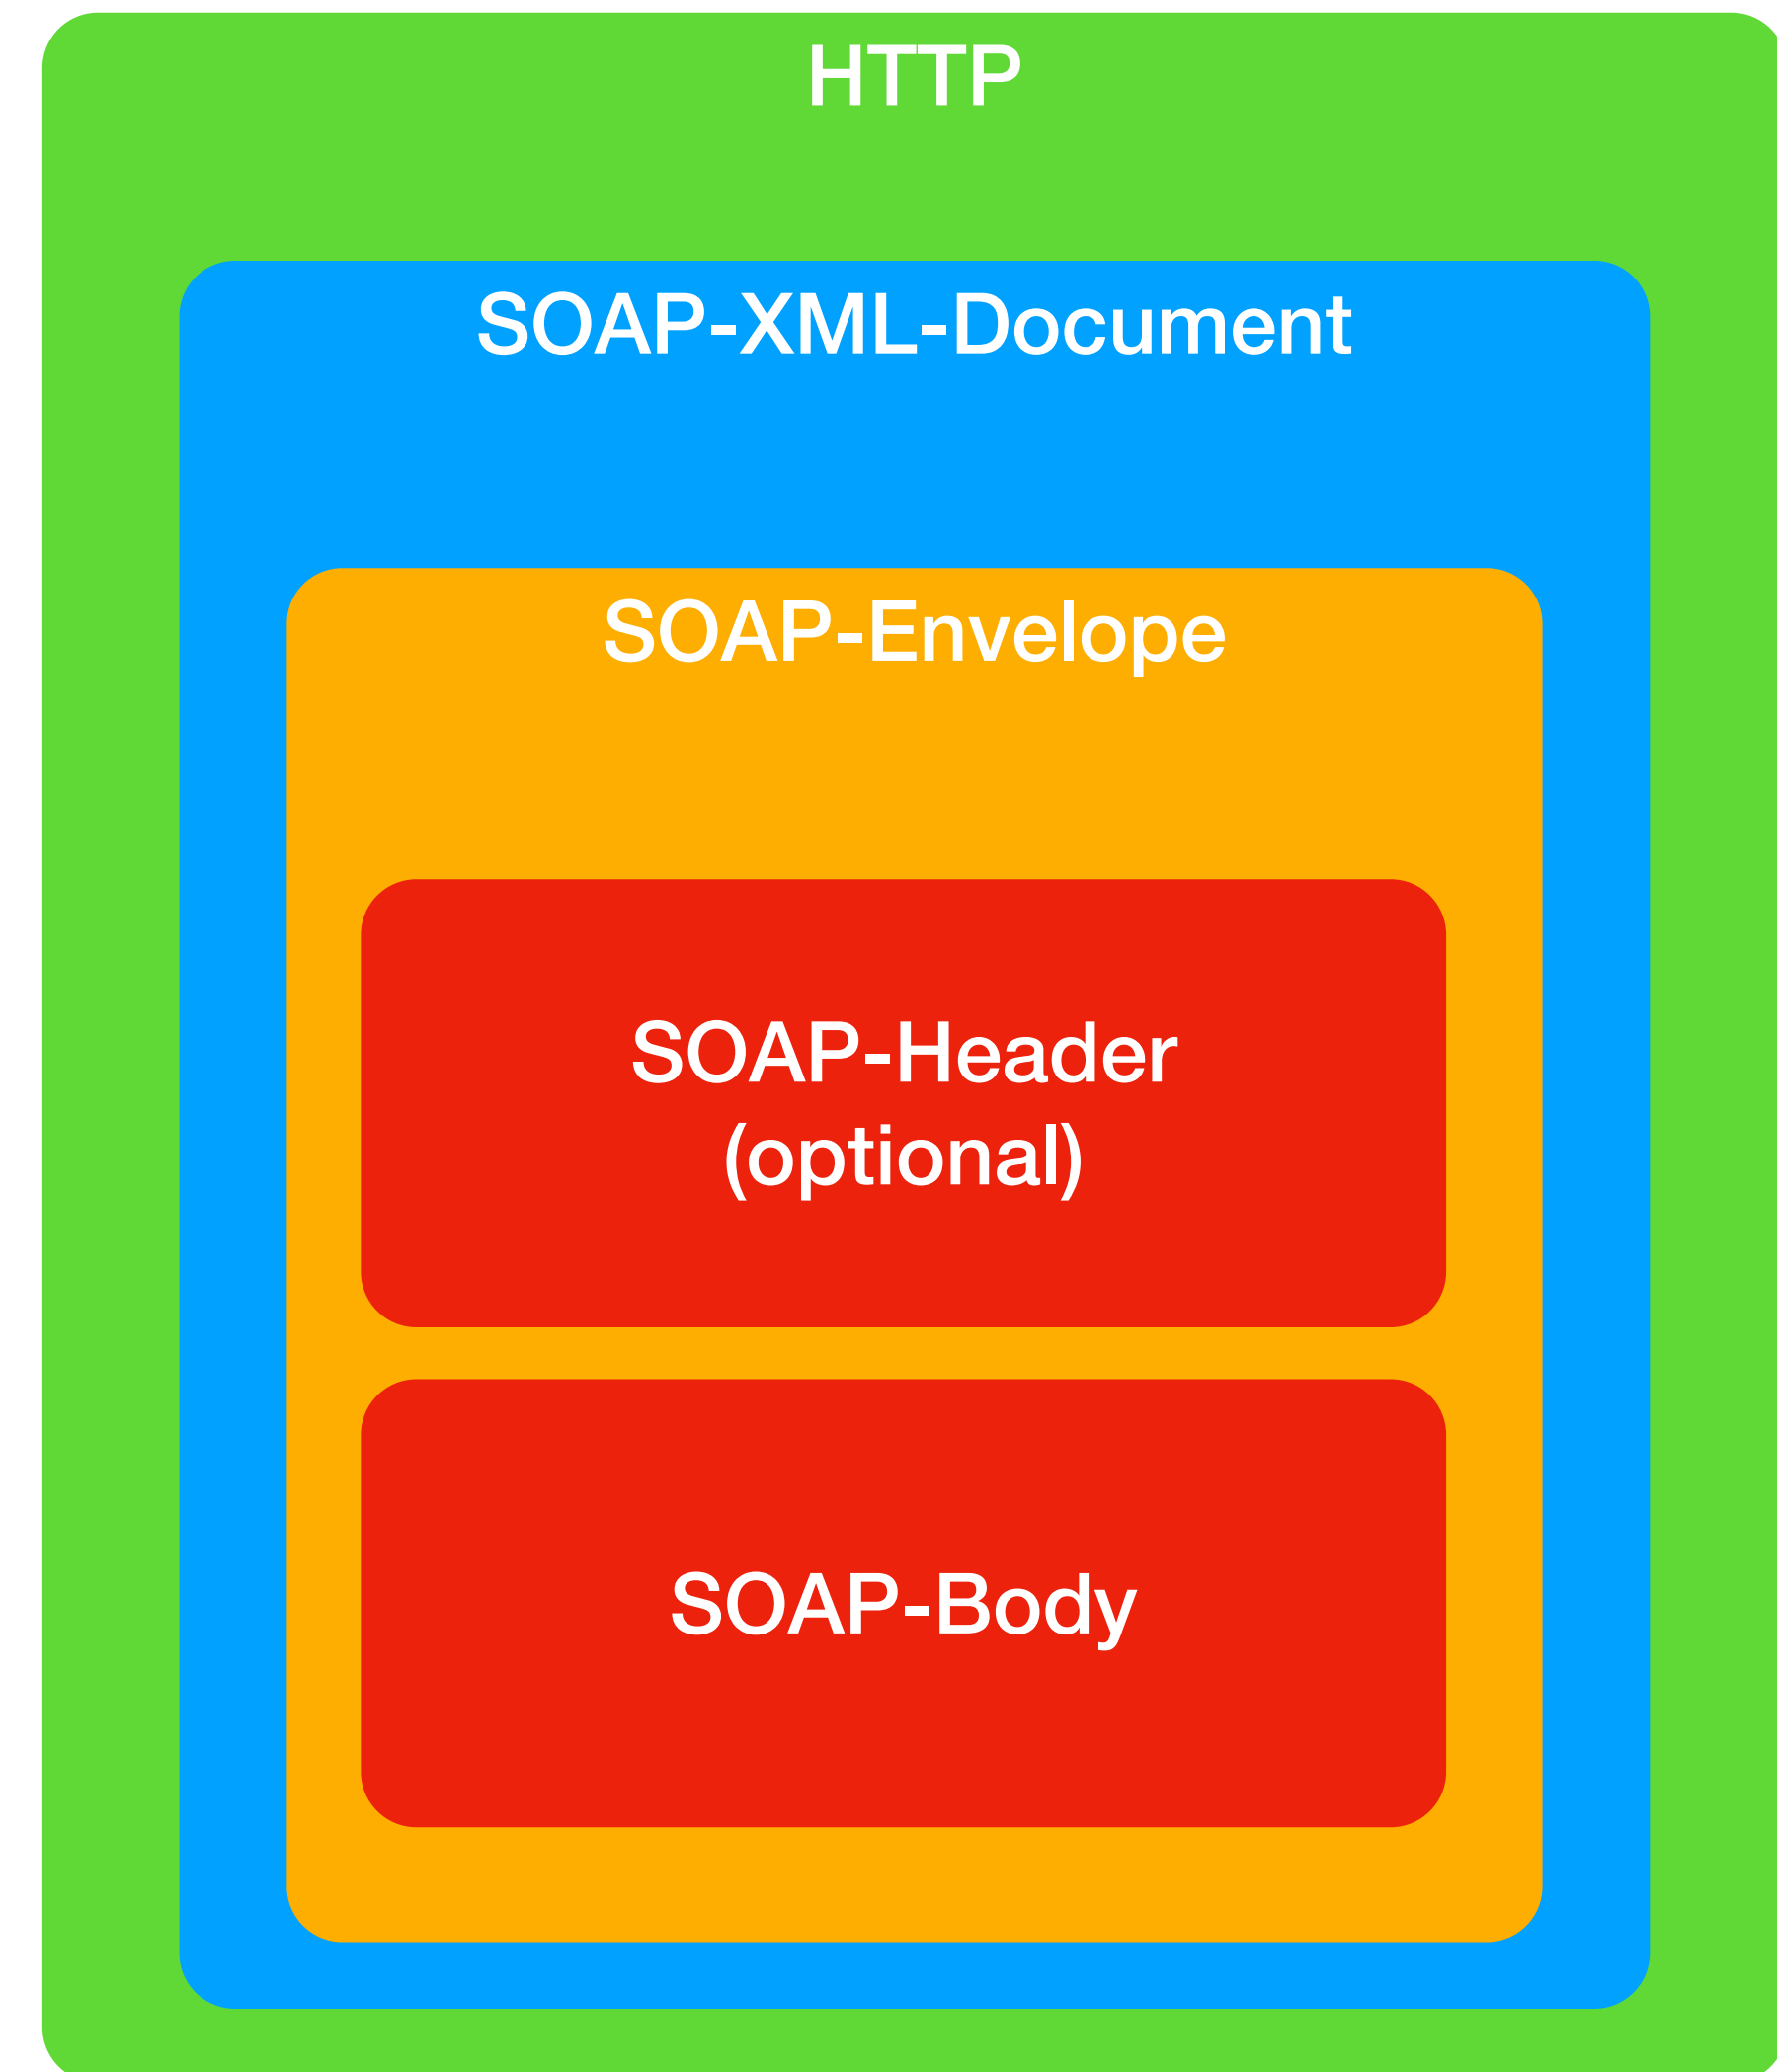 HTTP
SOAP-XML-Document
SOAP-Envelope
SOAP-Header
(optional)
SOAP-Body